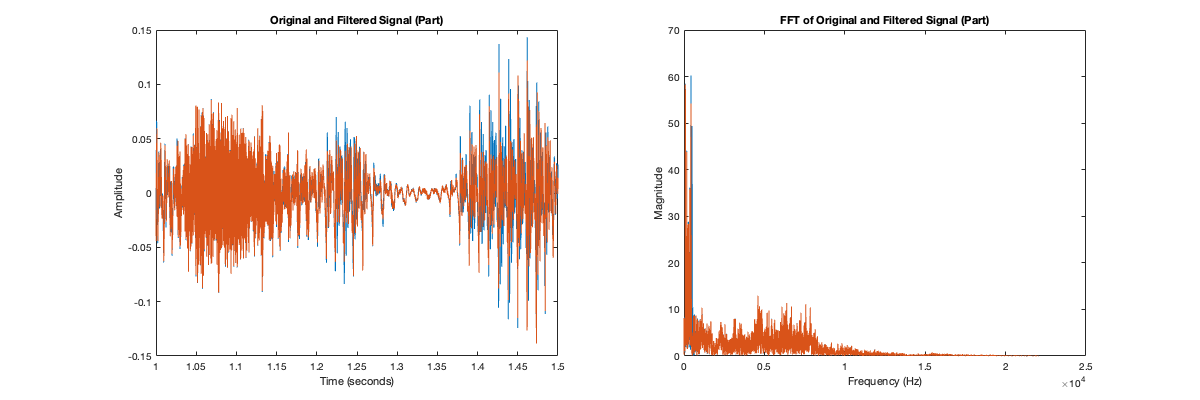 Original and Filtered Signal (Part)
0.15
0.1
0.05
0
-0.05
-0.1
-0.15
Amplitude
1 1.05 1.1 1.15 1.2 1.25 1.3 1.35 1.4 1.45 1.5
Time (seconds)
FFT of Original and Filtered Signal (Part)
70
60
50
40
30
20
10
0
Magnitude
0 0.5 1 1.5 2 2.5
Frequency (Hz)
×10⁴